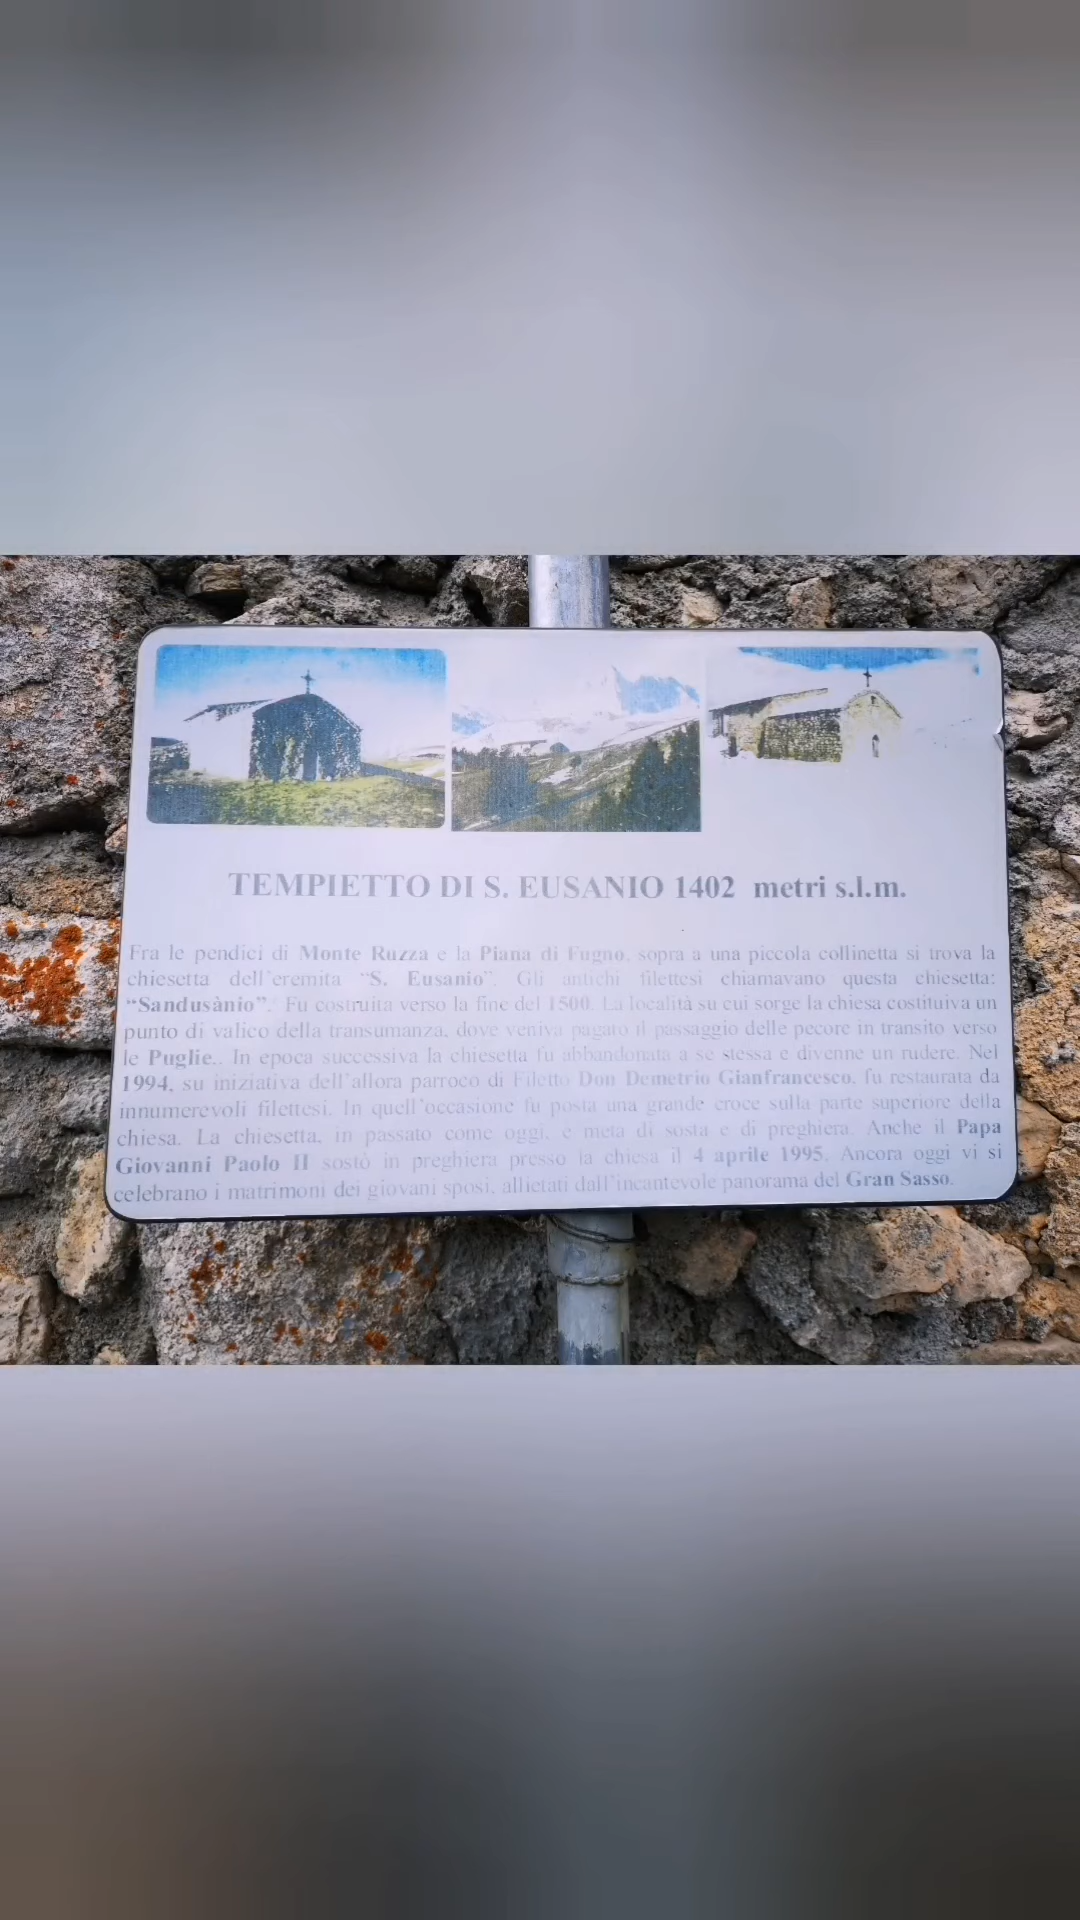 TEMPIETTO DI S. EUSANIO 1402 metri s.l.m.
Fra le pendici di Monte Ruzza e la Piana di Fugno, sopra a una piccola collinetta si trova la
chiesetta dell'eremita “S. Eusanio”. Gli antichi filettesi chiamavano questa chiesetta:
“Sandusànio”. Fu costruita verso la fine del 1500. La località su cui sorge la chiesa costituiva un
punto di valico della transumanza, dove veniva pagato il passaggio delle pecore in transito verso
le Puglie.. In epoca successiva la chiesetta fu abbandonata a se stessa e divenne un rudere. Nel
1994, su iniziativa dell'allora parroco di Filetto Don Demetrio Gianfrancesco, fu restaurata da
innumerevoli filettesi. In quell'occasione fu posta una grande croce sulla parte superiore della
chiesa. La chiesetta, in passato come oggi, è meta di sosta e di preghiera. Anche il Papa
Giovanni Paolo II sostò in preghiera presso la chiesa il 4 aprile 1995. Ancora oggi vi si
celebrano i matrimoni dei giovani sposi, allietati dall'incantevole panorama del Gran Sasso.